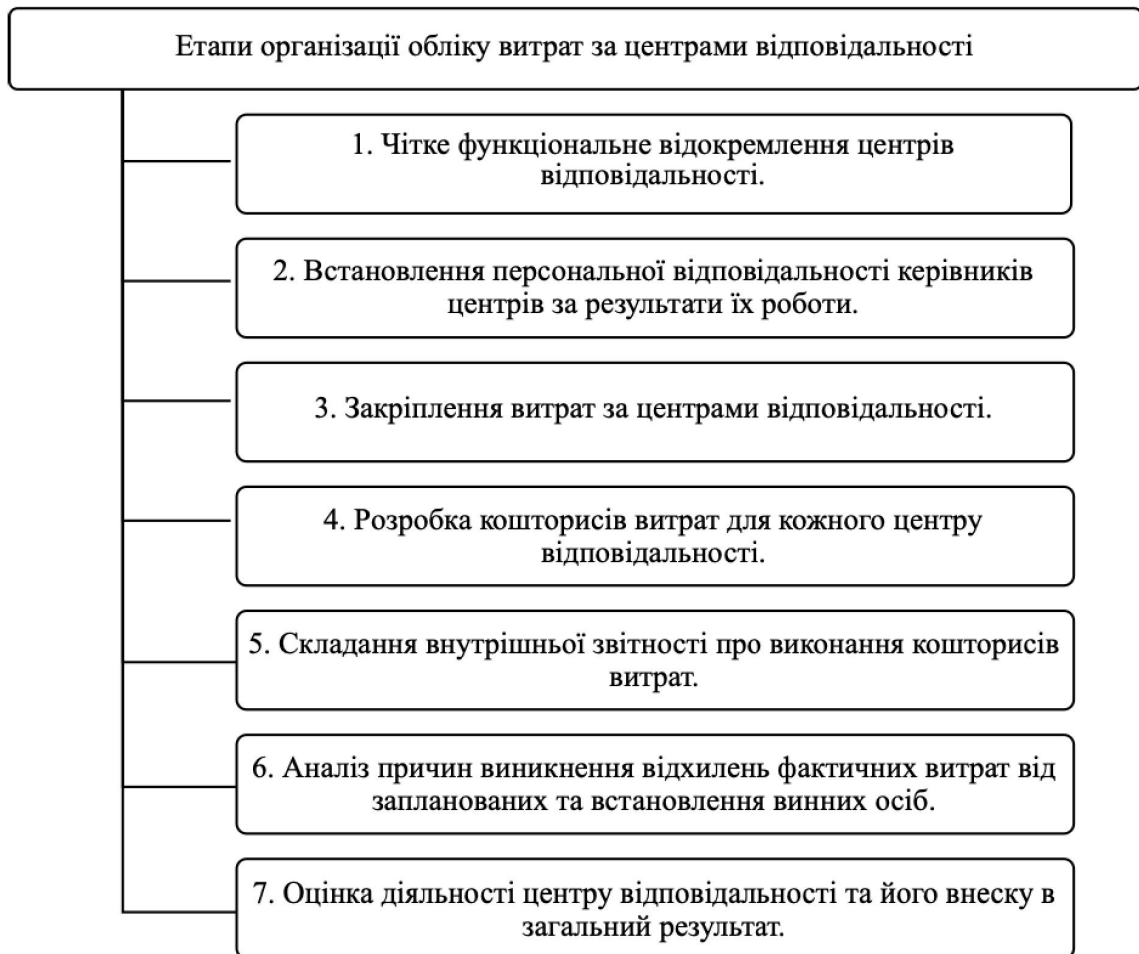 Етапи організації обліку витрат за центрами відповідальності
1. Чітке функціональне відокремлення центрів
відповідальності.
2. Встановлення персональної відповідальності керівників
центрів за результати їх роботи.
3. Закріплення витрат за центрами відповідальності.
4. Розробка кошторисів витрат для кожного центру
відповідальності.
5. Складання внутрішньої звітності про виконання кошторисів
витрат.
6. Аналіз причин виникнення відхилень фактичних витрат від
запланованих та встановлення винних осіб.
7. Оцінка діяльності центру відповідальності та його внеску в
загальний результат.